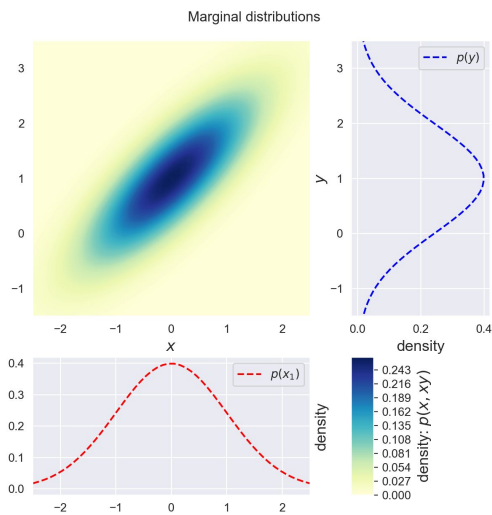 Marginal distributions
3
2
1
0
−1
−2 −1 0 1 2
x
y
3
2
1
0
−1
0.0 0.2 0.4
density
p(y)
0.4
0.3
0.2
0.1
0.0
−2 −1 0 1 2
p(x₁)
density
0.243
0.216
0.189
0.162
0.135
0.108
0.081
0.054
0.027
0.000
density: p(x, xy)